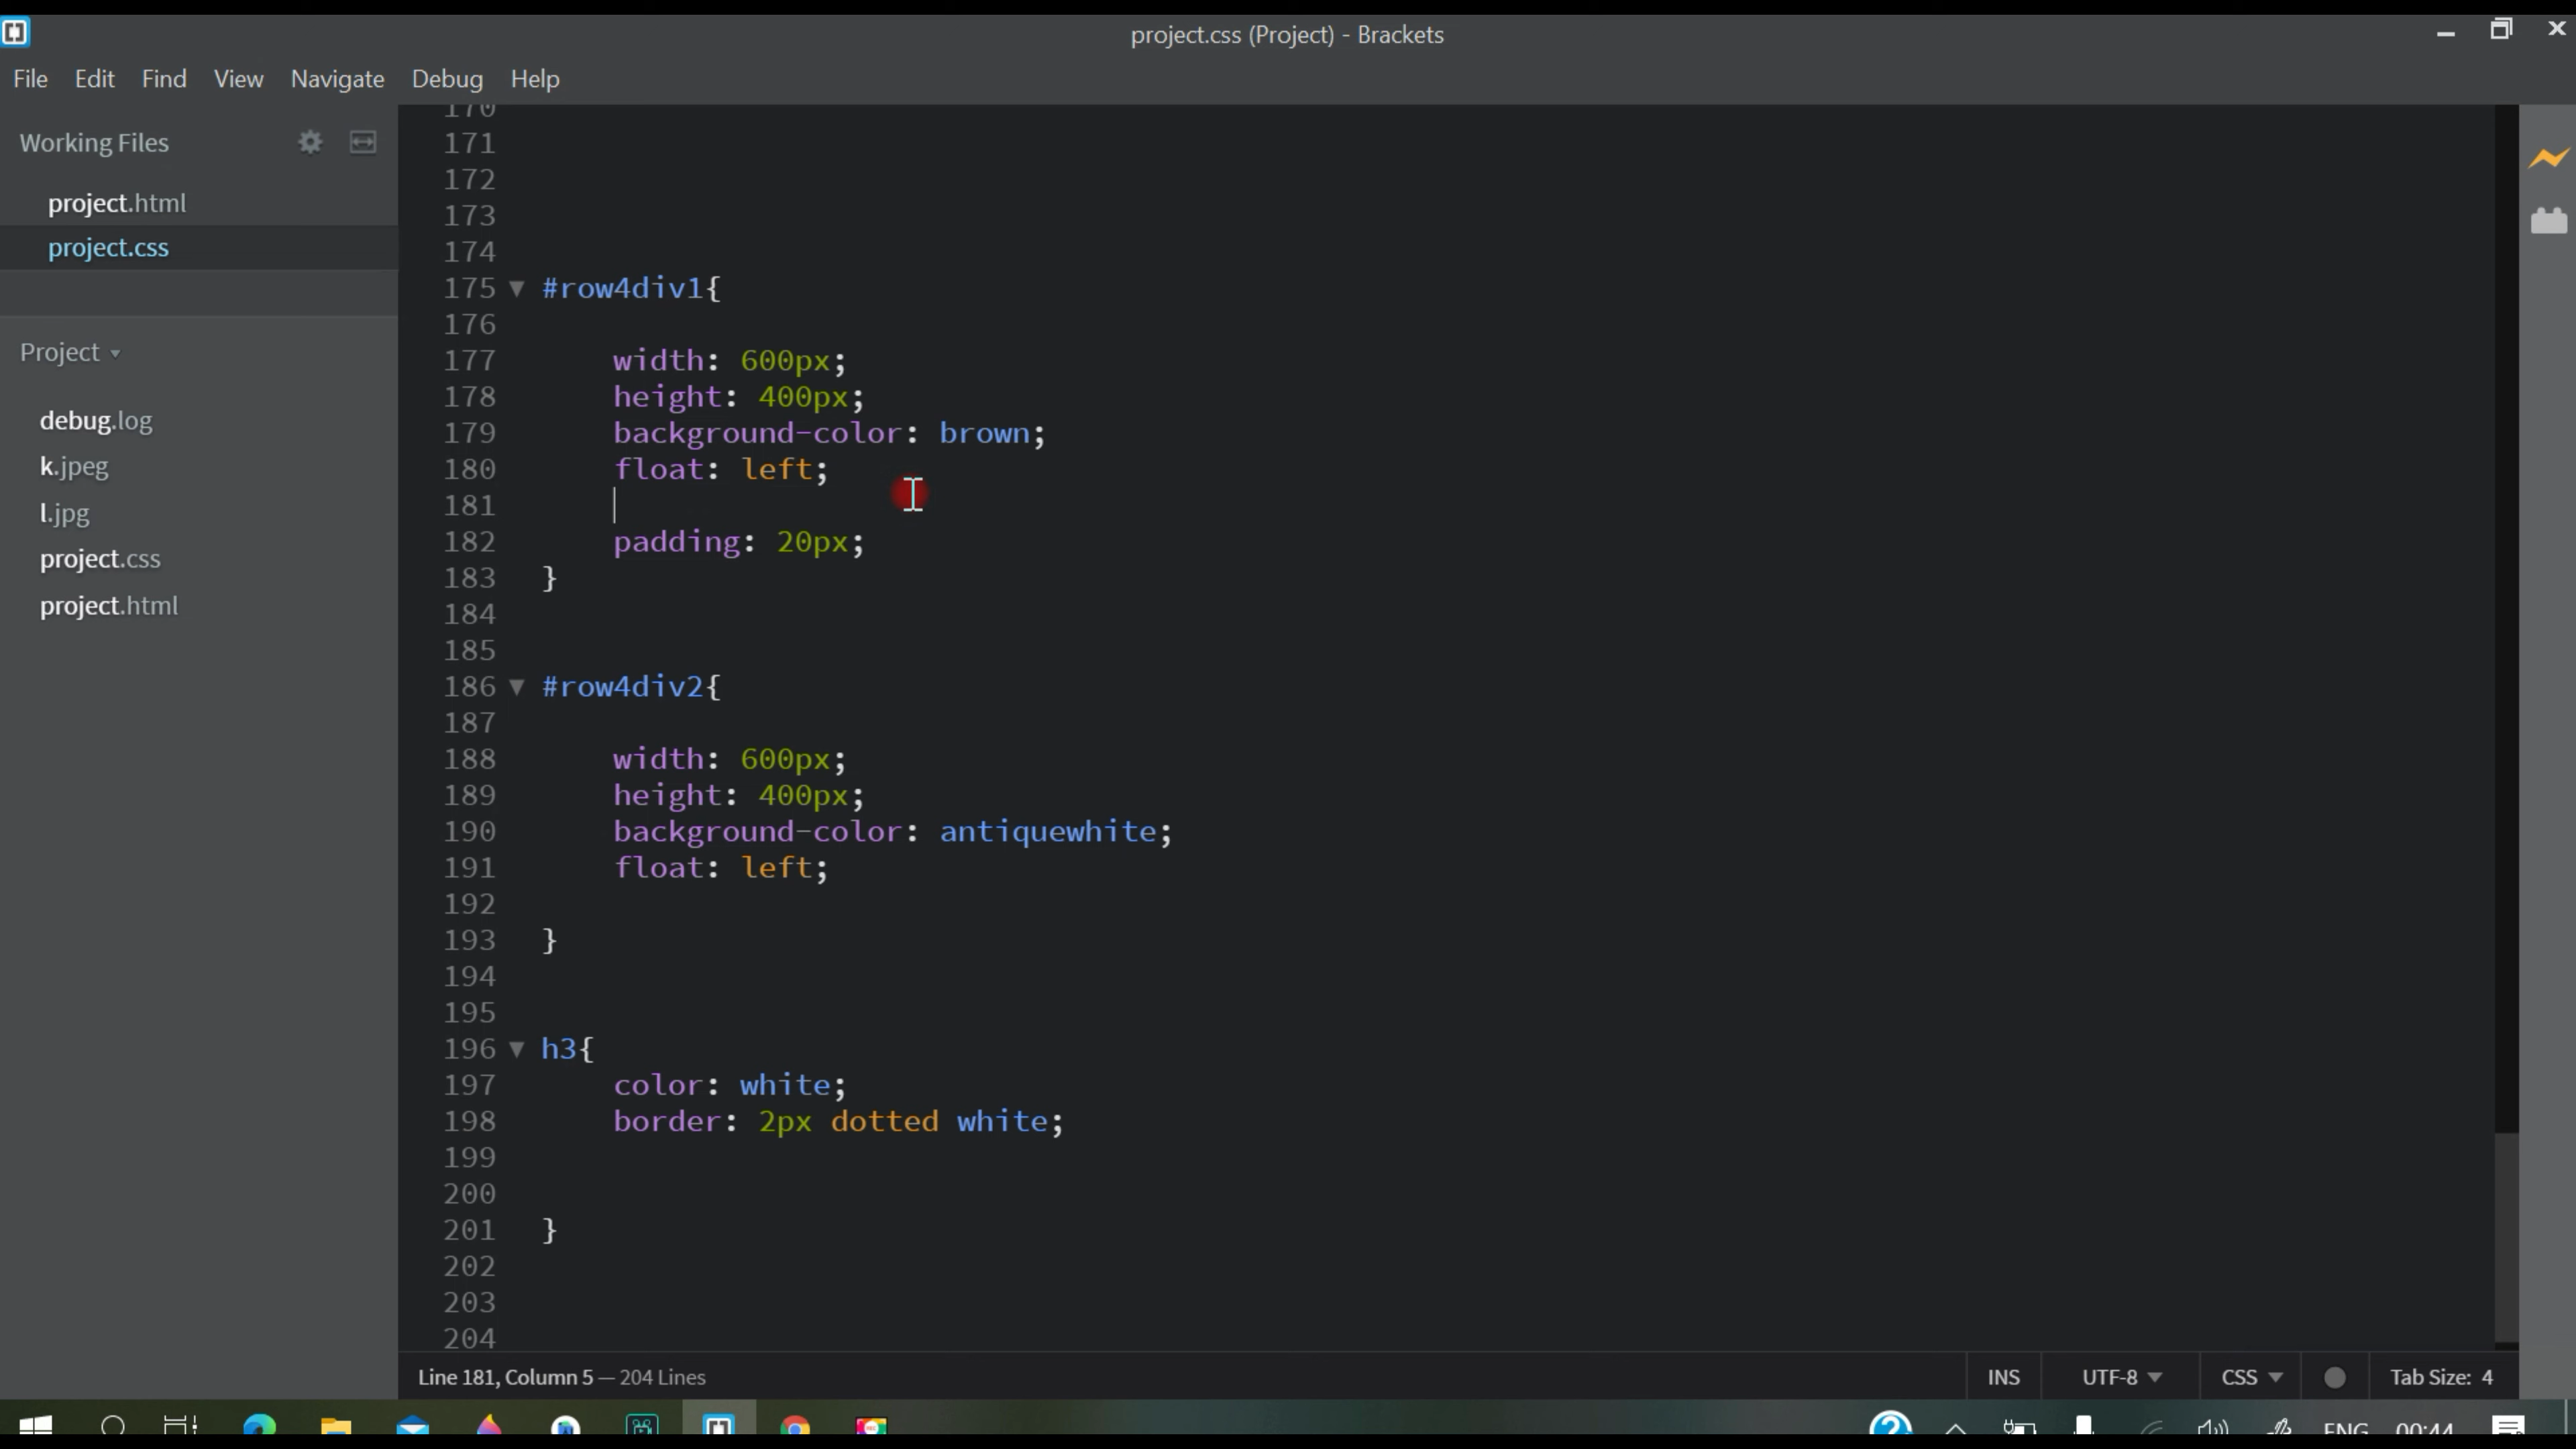 project.css (Project) - Brackets
File Edit Find View Navigate Debug Help
Working Files
project.html
project.css
Project
debug.log
k.jpeg
l.jpg
project.css
project.html
170
171
172
173
174
175 #row4div1{
176
177 width: 600px;
178 height: 400px;
179 background-color: brown;
180 float: left;
181
182 padding: 20px;
183 }
184
185
186 #row4div2{
187
188 width: 600px;
189 height: 400px;
190 background-color: antiquewhite;
191 float: left;
192
193 }
194
195
196 h3{
197 color: white;
198 border: 2px dotted white;
199
200
201 }
202
203
204
Line 181, Column 5 — 204 Lines INS UTF-8 CSS Tab Size: 4
ENG 00:44